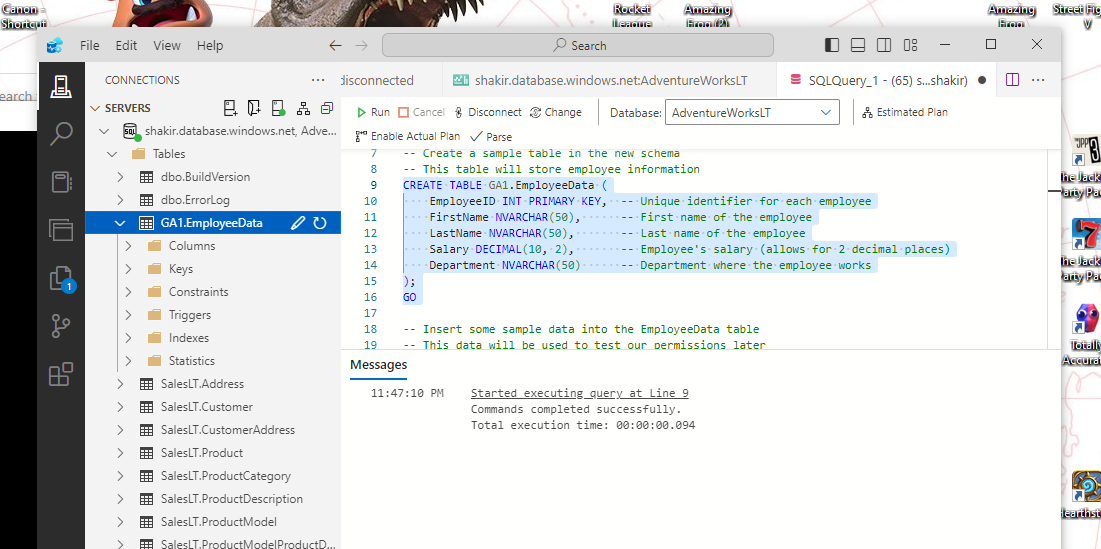 Canon - Shortcut
Rocket League
Amazing Frog (2)
Amazing Frog
Street Fig V
File Edit View Help
Search
earch
CONNECTIONS
disconnected
shakir.database.windows.net:AdventureWorksLT
SQLQuery_1 - (65) s...shakir)
SERVERS
Run Cancel Disconnect Change Database: AdventureWorksLT Estimated Plan
Enable Actual Plan Parse
shakir.database.windows.net, Adve...
Tables
dbo.BuildVersion
dbo.ErrorLog
GA1.EmployeeData
Columns
Keys
Constraints
Triggers
Indexes
Statistics
SalesLT.Address
SalesLT.Customer
SalesLT.CustomerAddress
SalesLT.Product
SalesLT.ProductCategory
SalesLT.ProductDescription
SalesLT.ProductModel
SalesLT.ProductModelProductD...
1
7 -- Create a sample table in the new schema
8 -- This table will store employee information
9 CREATE TABLE GA1.EmployeeData (
10 EmployeeID INT PRIMARY KEY, -- Unique identifier for each employee
11 FirstName NVARCHAR(50), -- First name of the employee
12 LastName NVARCHAR(50), -- Last name of the employee
13 Salary DECIMAL(10, 2), -- Employee's salary (allows for 2 decimal places)
14 Department NVARCHAR(50) -- Department where the employee works
15 );
16 GO
17
18 -- Insert some sample data into the EmployeeData table
19 -- This data will be used to test our permissions later
Messages
11:47:10 PM Started executing query at Line 9
Commands completed successfully.
Total execution time: 00:00:00.094
JPP 3
The Jack
Party Pac
7
The Jack
Party Pac
Totally
Accurat
Hearthst